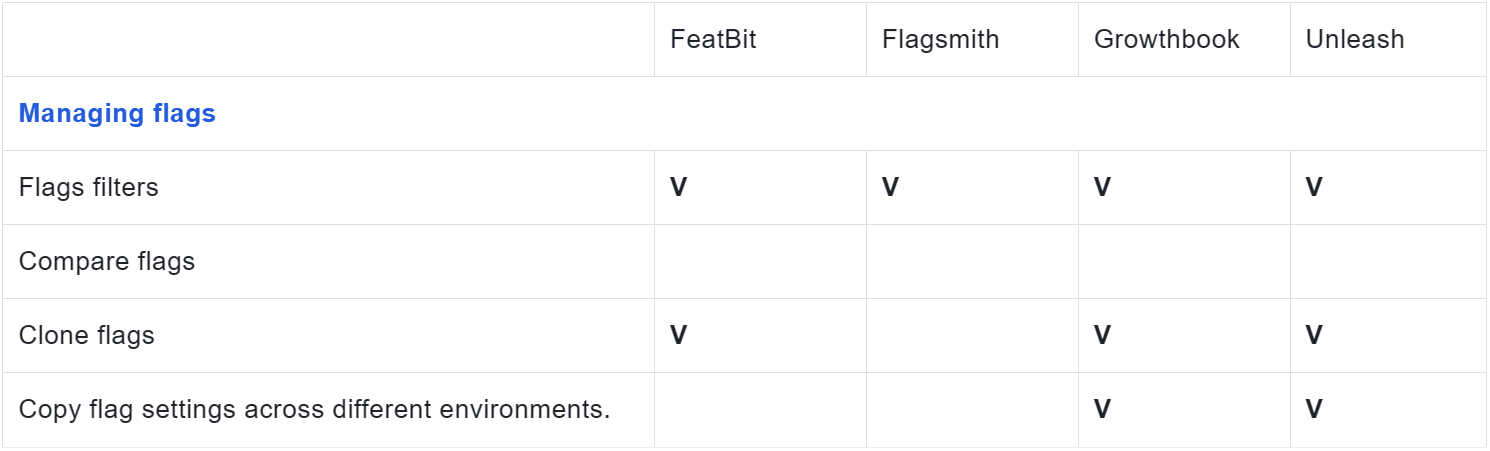 FeatBit Flagsmith Growthbook Unleash
Managing flags
Flags filters V V V V
Compare flags
Clone flags V V V
Copy flag settings across different environments. V V